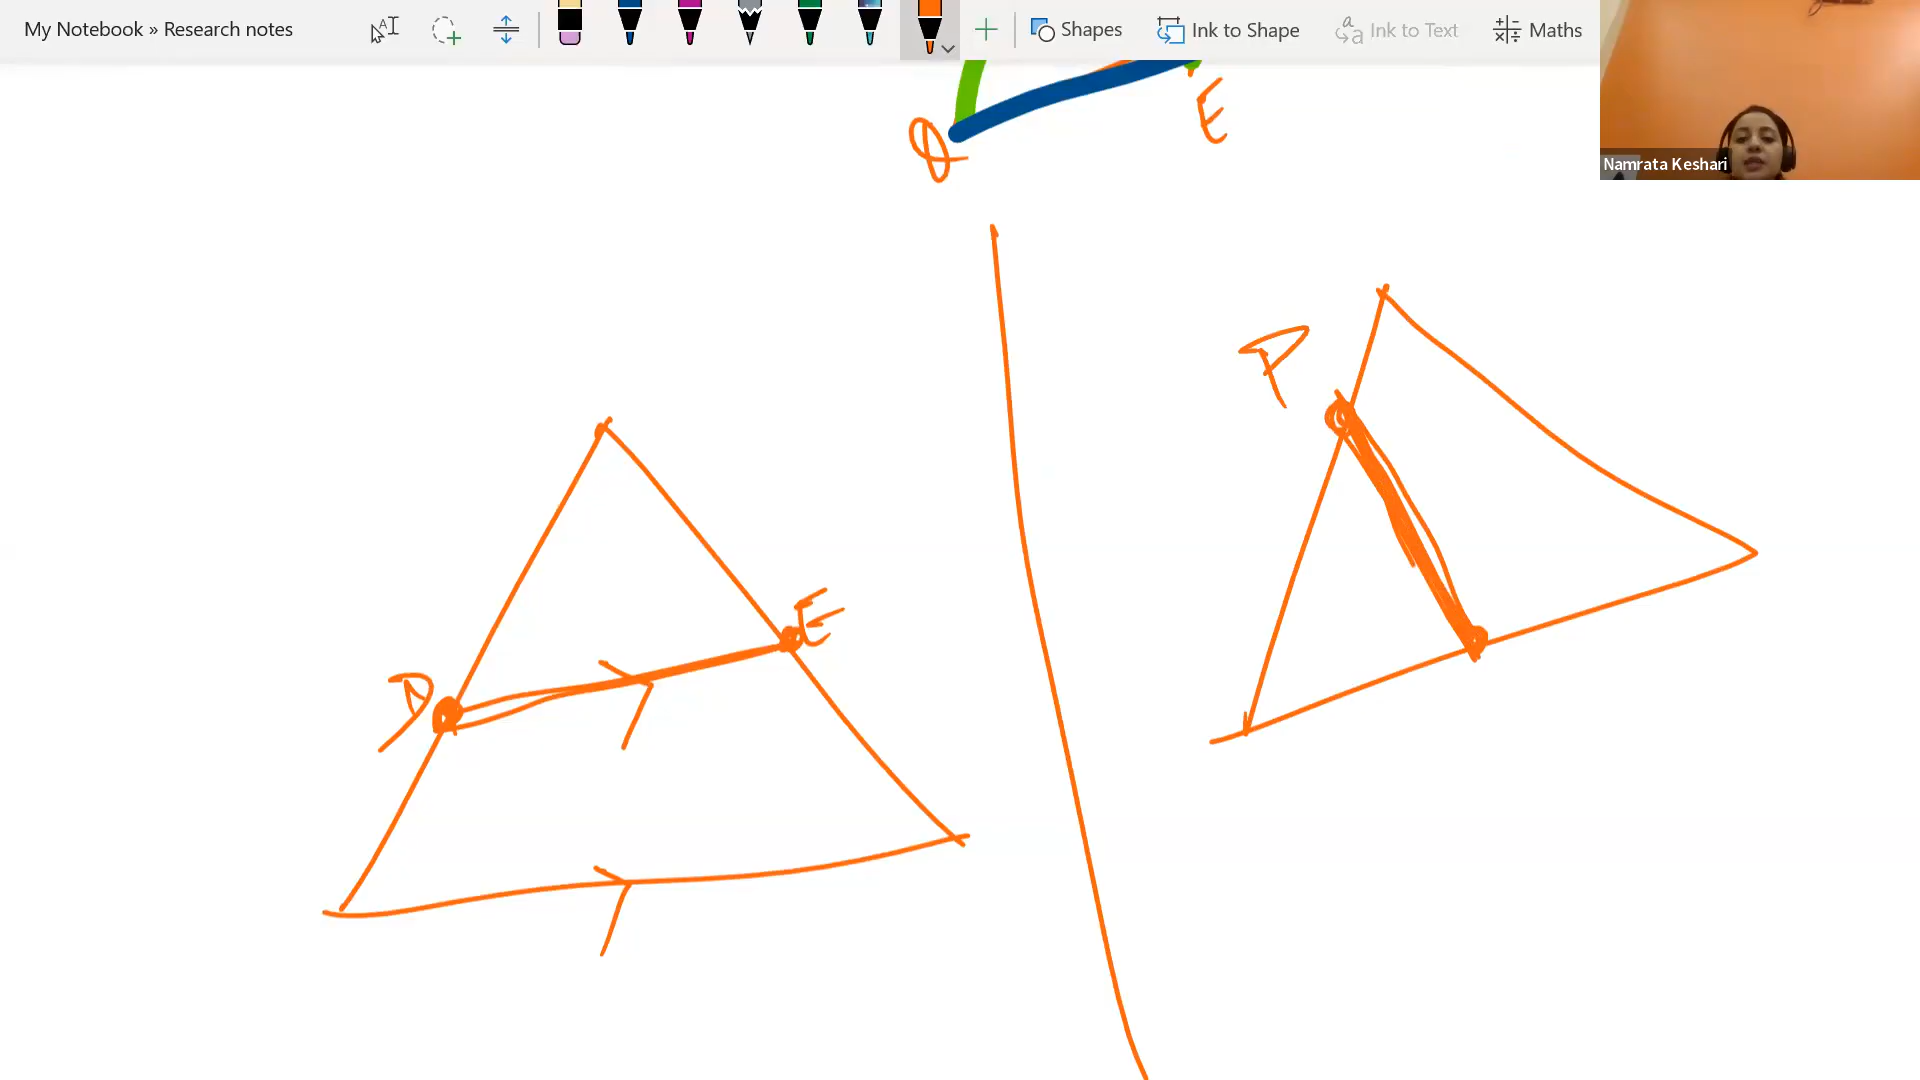 My Notebook » Research notes
Shapes
Ink to Shape
Ink to Text
Maths
Namrata Keshari
E
P
E
D